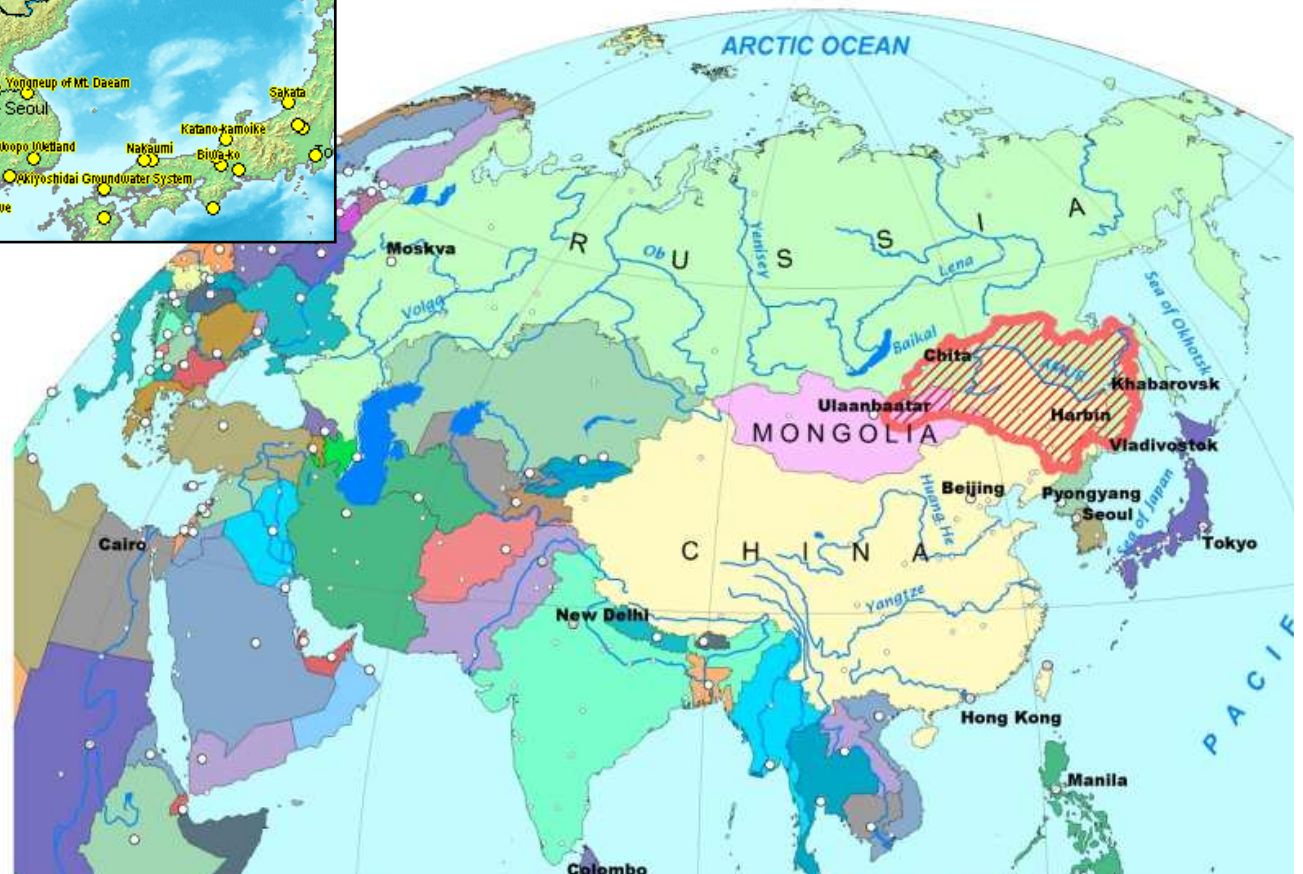 Yongneup of Mt. Daeam
Seoul
Sakata
Katano-kamoike
Nakaumi
Biwa-ko
To
Akiyoshidai Groundwater System
ARCTIC OCEAN
R U S S I A
Moskva
Ob
Yanisey
Lena
Volga
Baikal
Sea of Okhotsk
Chita
AMUR
Khabarovsk
Ulaanbaatar
Harbin
MONGOLIA
Vladivostok
Beijing
Huang He
Pyongyang
Seoul
Sea of Japan
Tokyo
Cairo
C H I N A
Yangtze
New Delhi
Hong Kong
P A C I F
Manila
Colombo